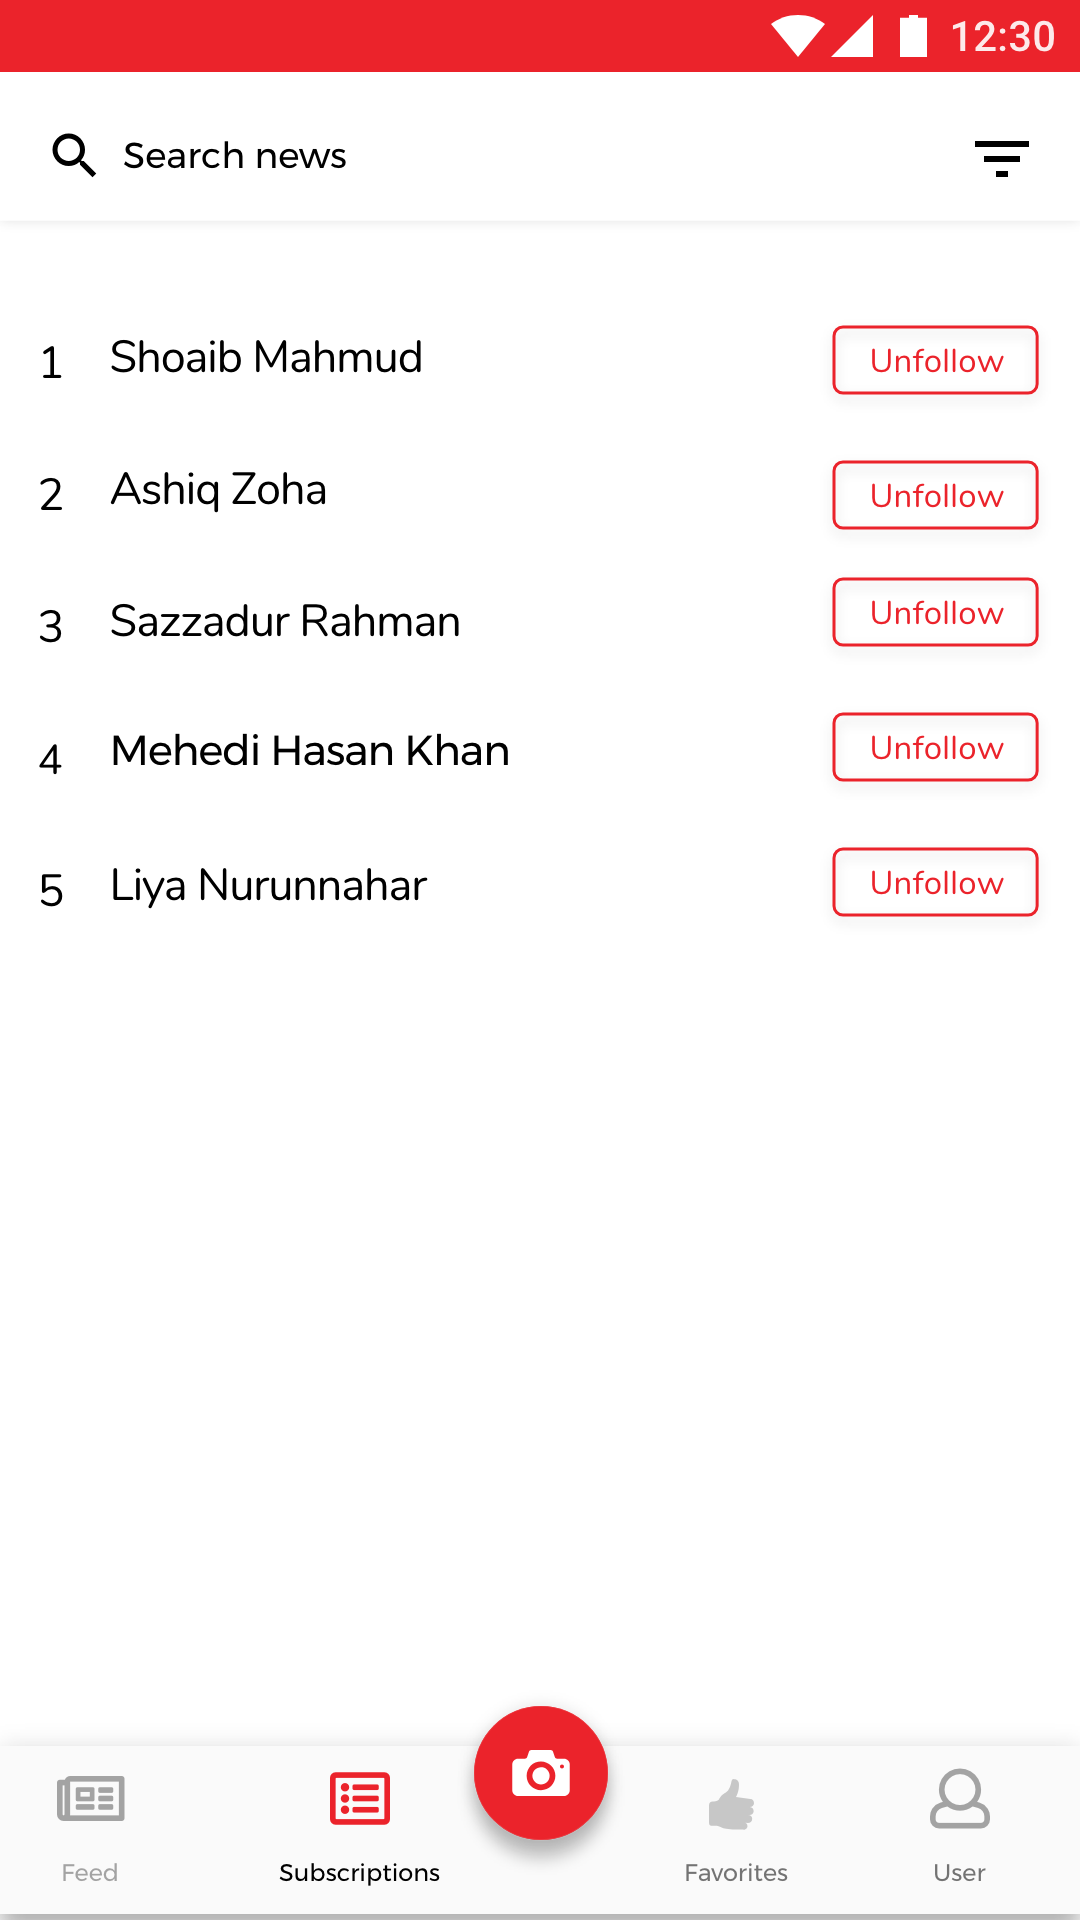 12:30
Search news
1 Shoaib Mahmud Unfollow
2 Ashiq Zoha Unfollow
3 Sazzadur Rahman Unfollow
4 Mehedi Hasan Khan Unfollow
5 Liya Nurunnahar Unfollow
Feed Subscriptions Favorites User